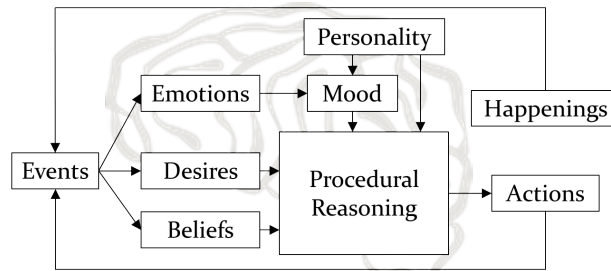 Personality
Emotions
Mood
Happenings
Events
Desires
Procedural
Reasoning
Actions
Beliefs